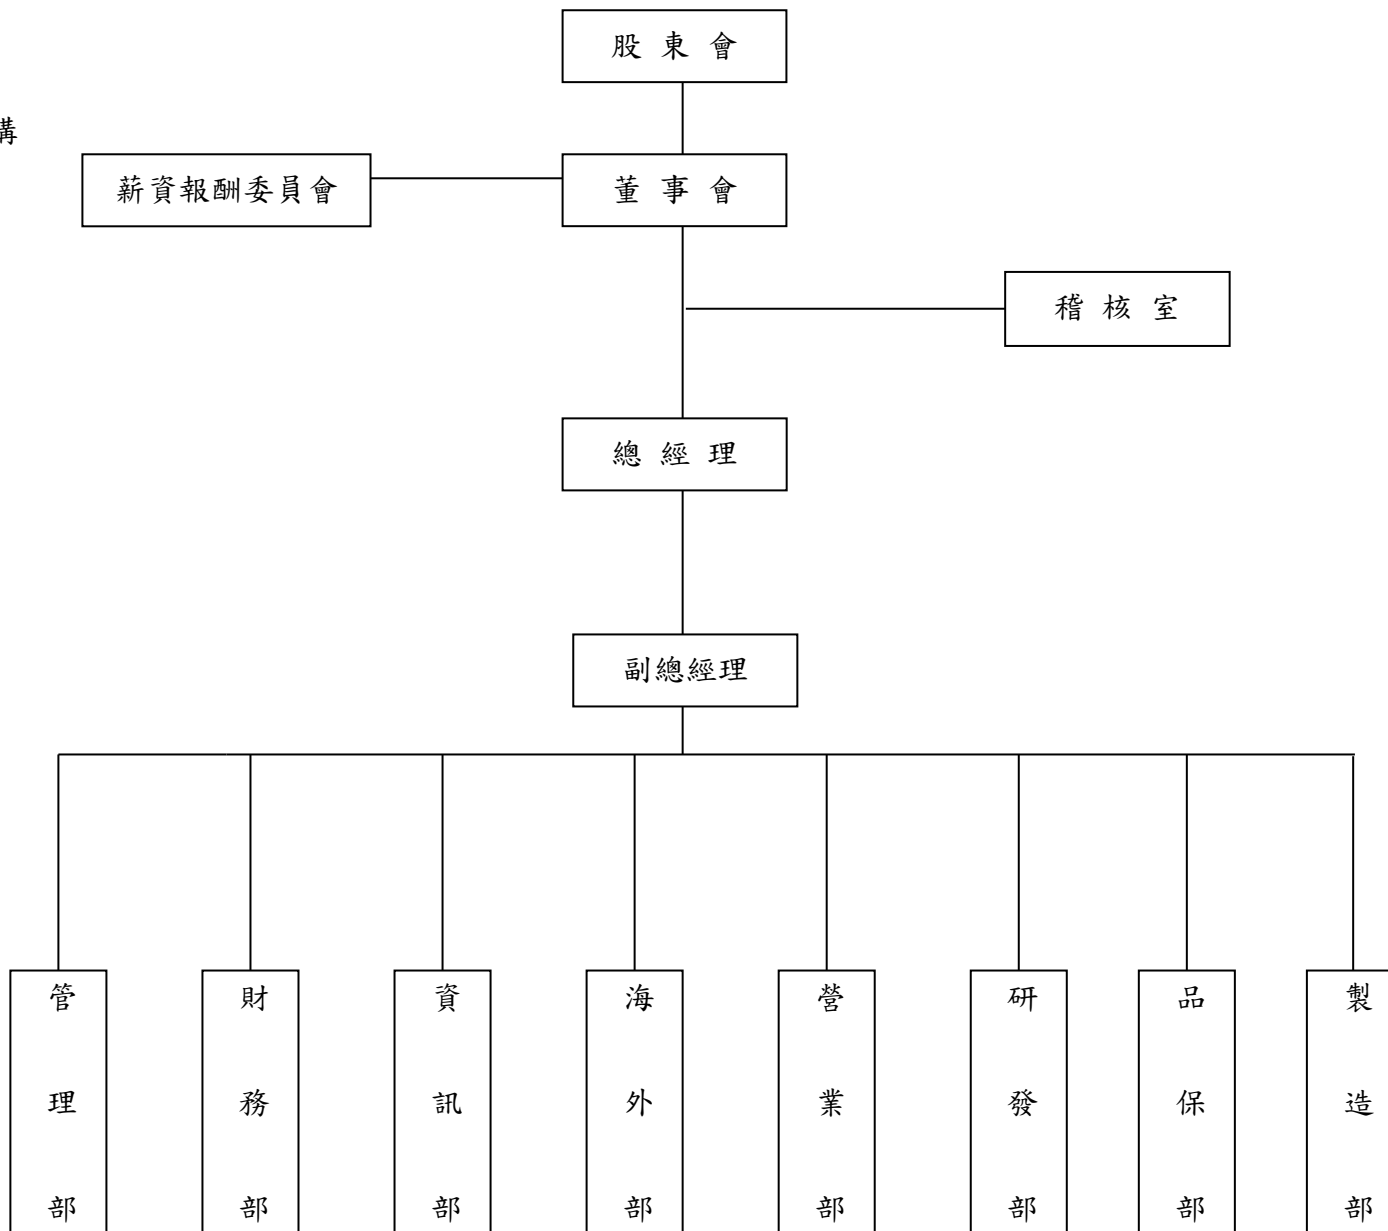 股東會
構
薪資報酬委員會
董事會
稽核室
總經理
副總經理
管理部
財務部
資訊部
海外部
營業部
研發部
品保部
製造部